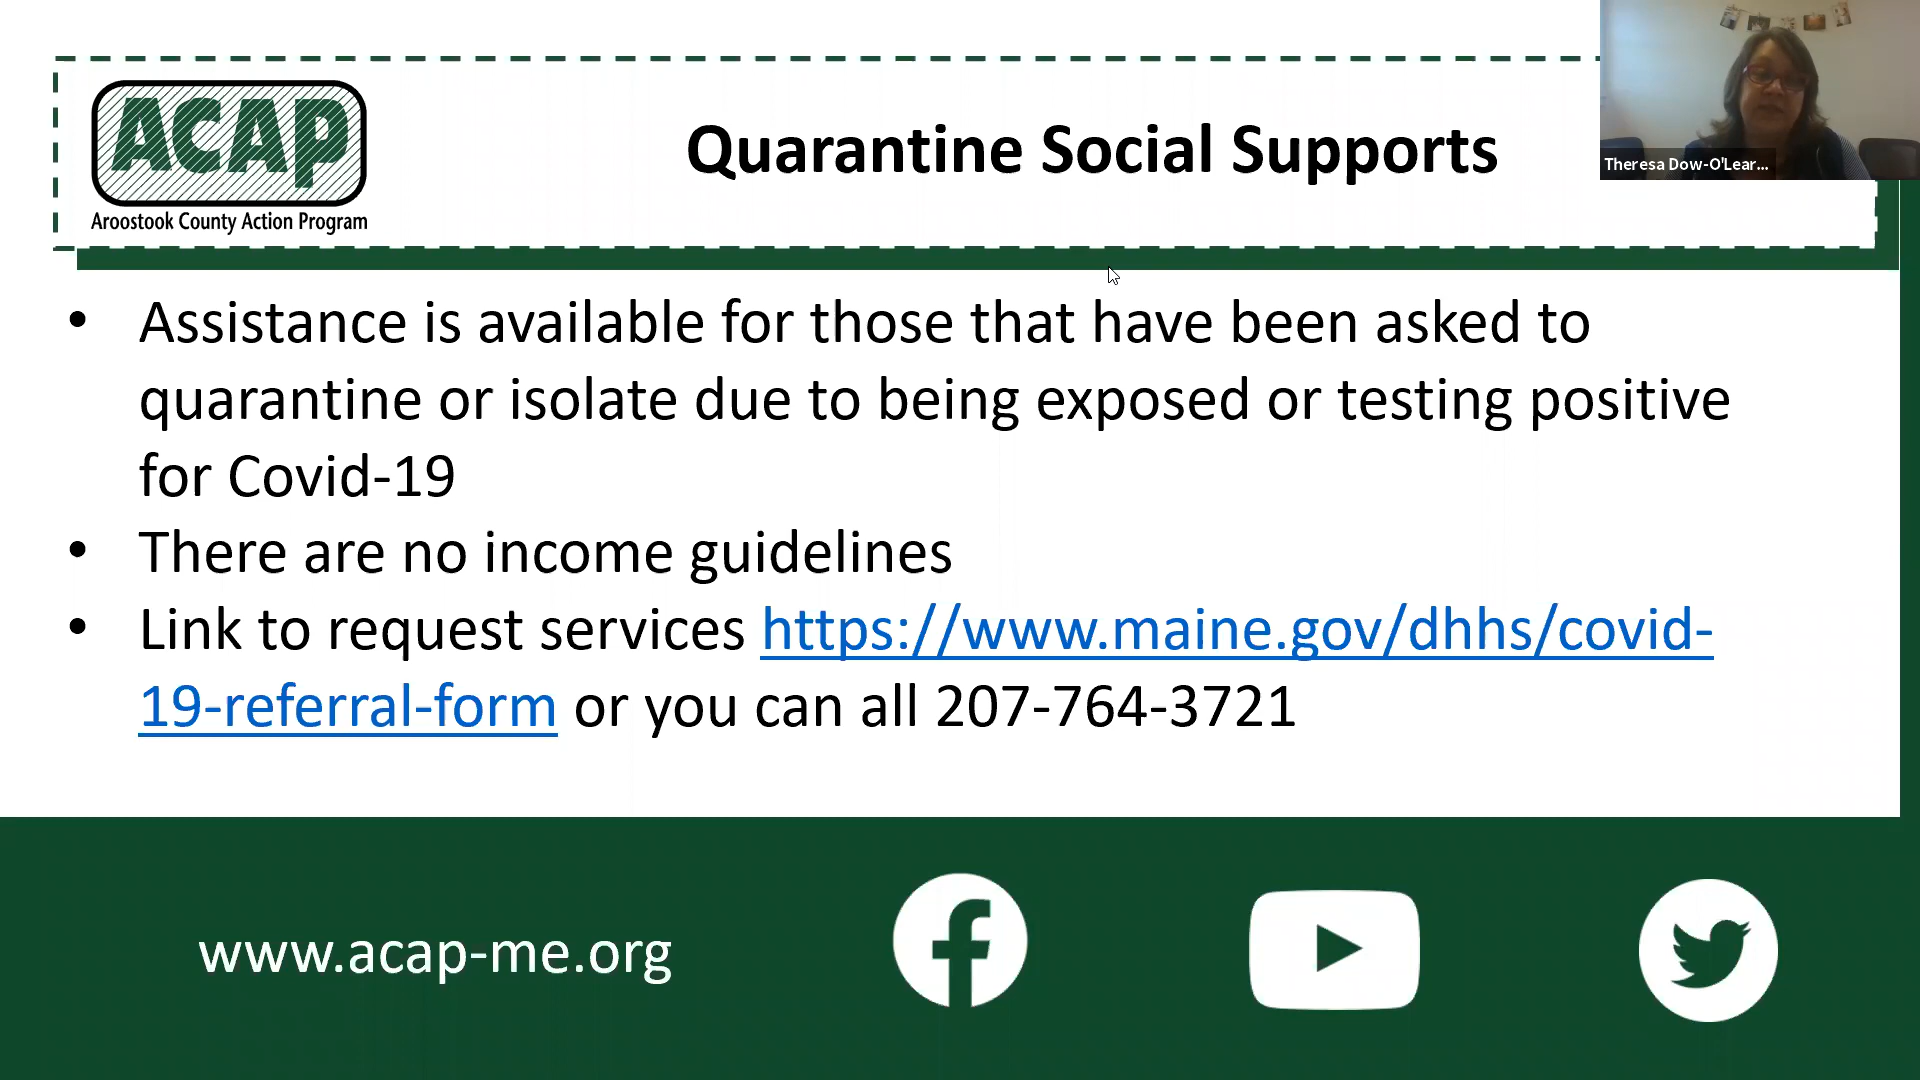 ACAP
Aroostook County Action Program
Quarantine Social Supports
Theresa Dow-O'Lear...
• Assistance is available for those that have been asked to
quarantine or isolate due to being exposed or testing positive
for Covid-19
• There are no income guidelines
• Link to request services https://www.maine.gov/dhhs/covid-
19-referral-form or you can all 207-764-3721
www.acap-me.org